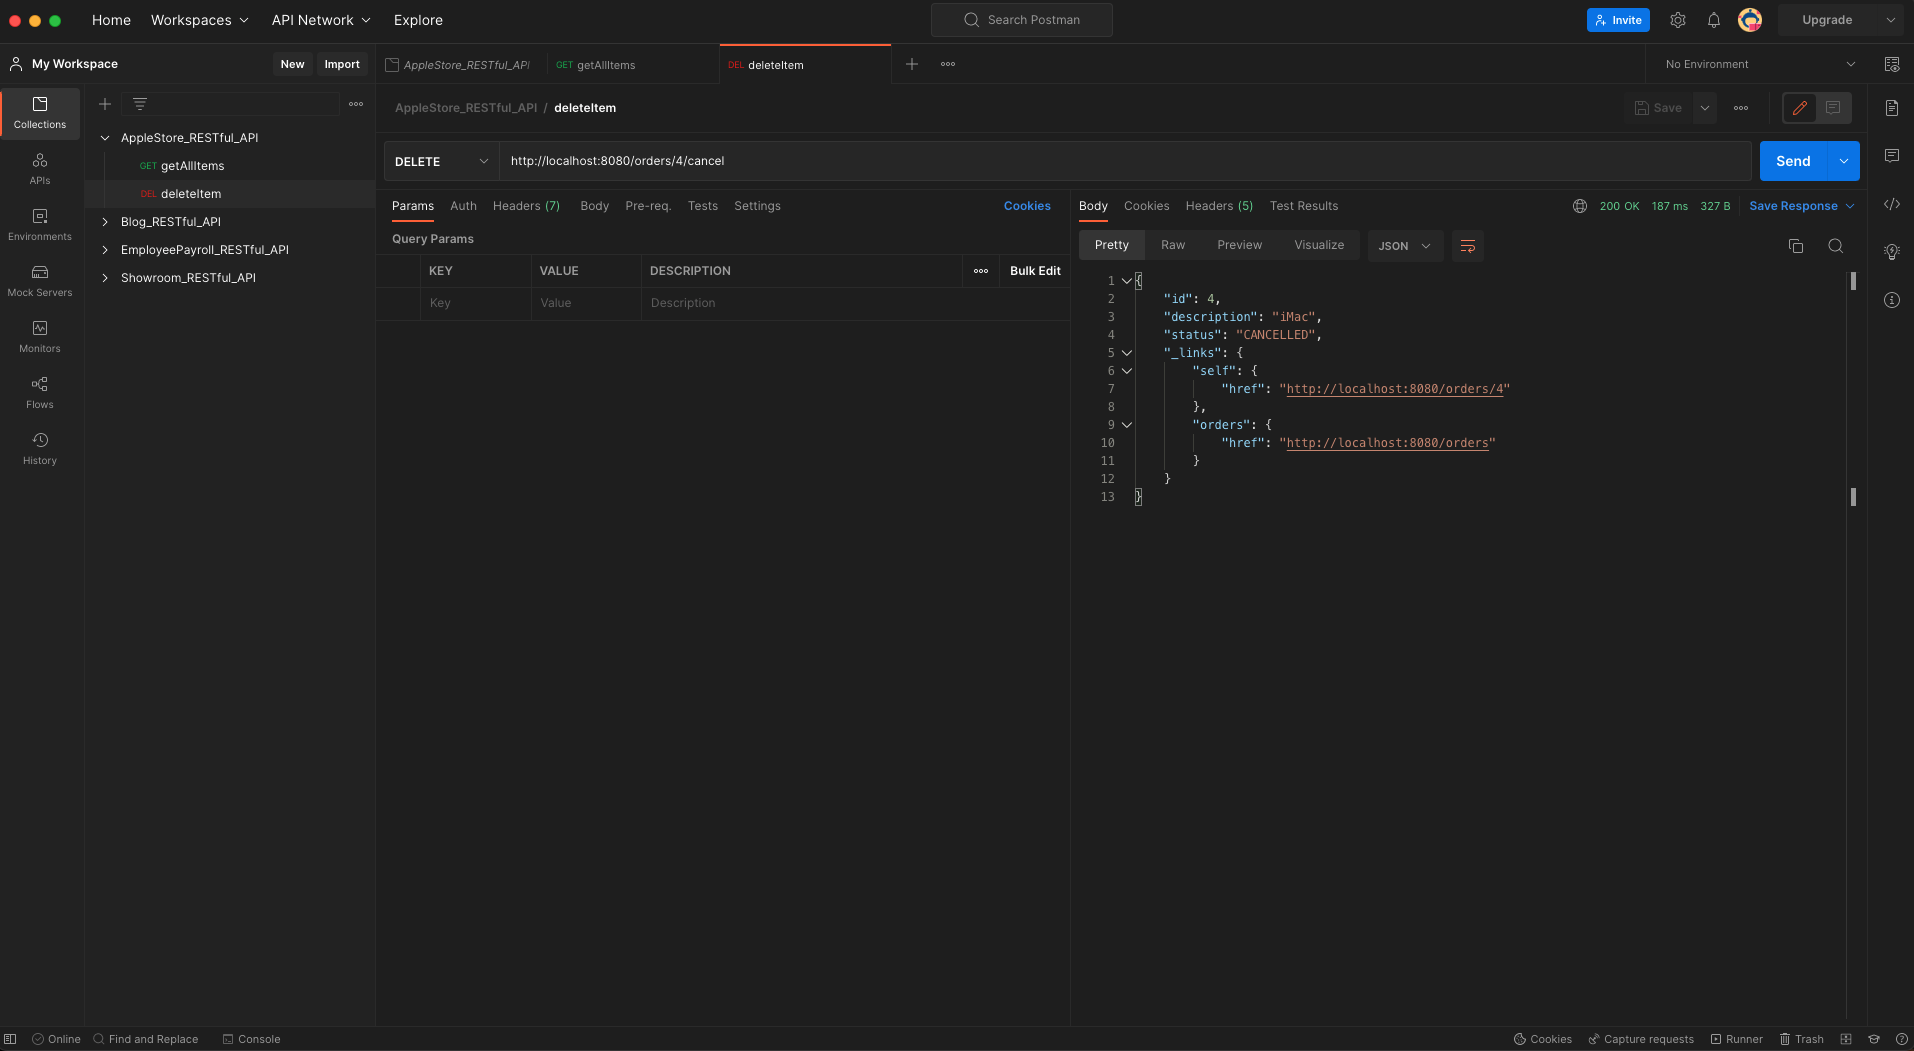 Home Workspaces API Network Explore Search Postman Invite Upgrade
My Workspace New Import AppleStore_RESTful_API GET getAllItems DEL deleteItem No Environment
Collections
APIs
Environments
Mock Servers
Monitors
Flows
History
AppleStore_RESTful_API
GET getAllItems
DEL deleteItem
Blog_RESTful_API
EmployeePayroll_RESTful_API
Showroom_RESTful_API
AppleStore_RESTful_API / deleteItem Save
DELETE http://localhost:8080/orders/4/cancel Send
Params Auth Headers (7) Body Pre-req. Tests Settings Cookies
Query Params
KEY VALUE DESCRIPTION Bulk Edit
Key Value Description
Body Cookies Headers (5) Test Results 200 OK 187 ms 327 B Save Response
Pretty Raw Preview Visualize JSON
1 {
2 "id": 4,
3 "description": "iMac",
4 "status": "CANCELLED",
5 "_links": {
6 "self": {
7 "href": "http://localhost:8080/orders/4"
8 },
9 "orders": {
10 "href": "http://localhost:8080/orders"
11 }
12 }
13 }
Online Find and Replace Console Cookies Capture requests Runner Trash